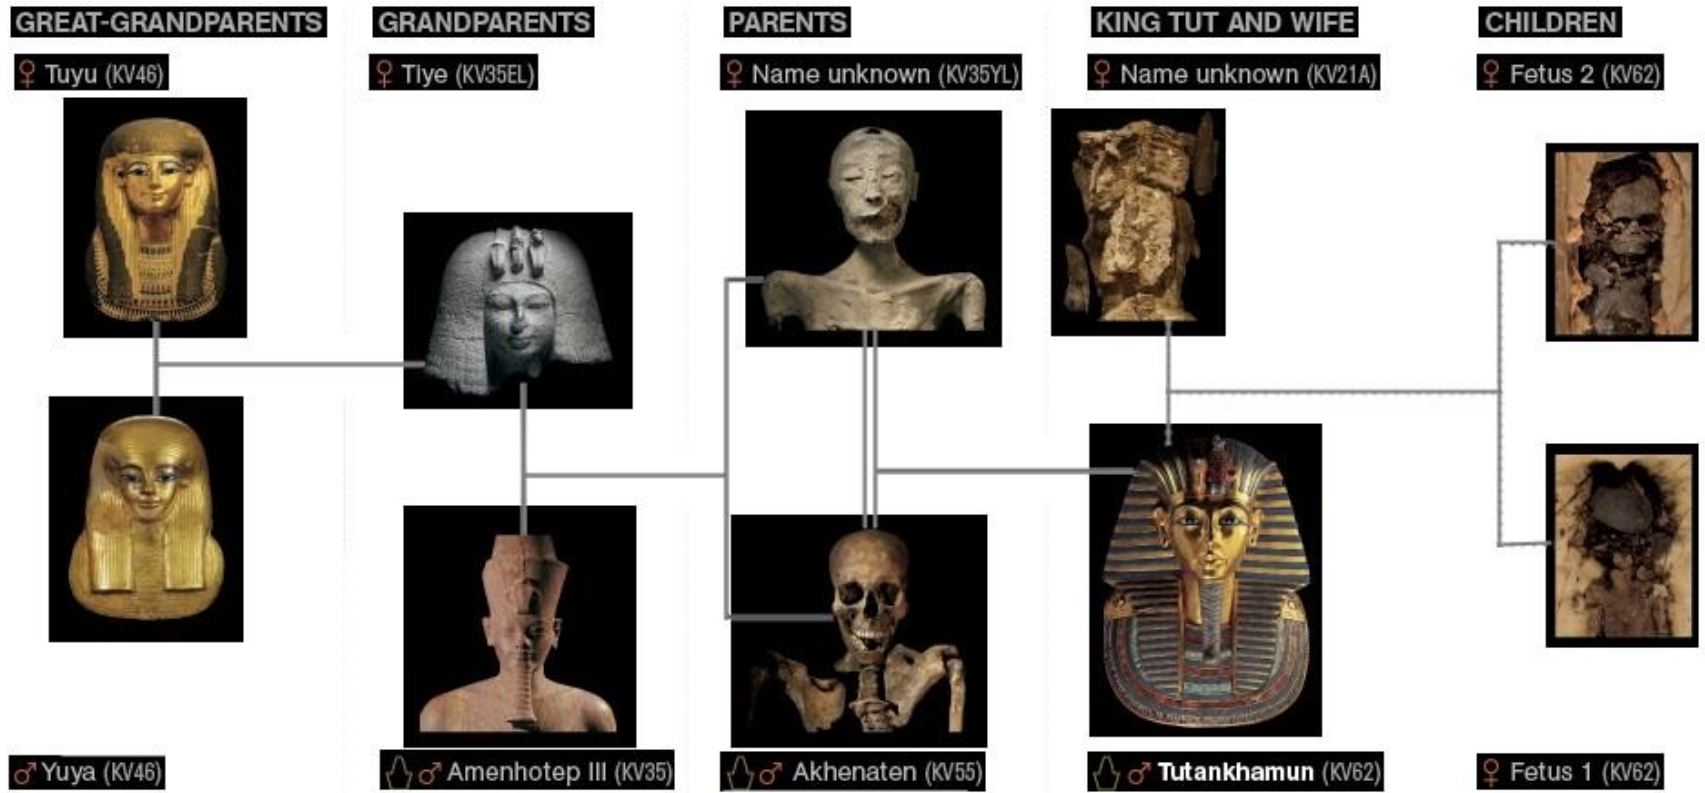 GREAT-GRANDPARENTS
GRANDPARENTS
PARENTS
KING TUT AND WIFE
CHILDREN
♀ Tuyu (KV46)
♀ Tiye (KV35EL)
♀ Name unknown (KV35YL)
♀ Name unknown (KV21A)
♀ Fetus 2 (KV62)
♂ Yuya (KV46)
♂ Amenhotep III (KV35)
♂ Akhenaten (KV55)
♂ Tutankhamun (KV62)
♀ Fetus 1 (KV62)